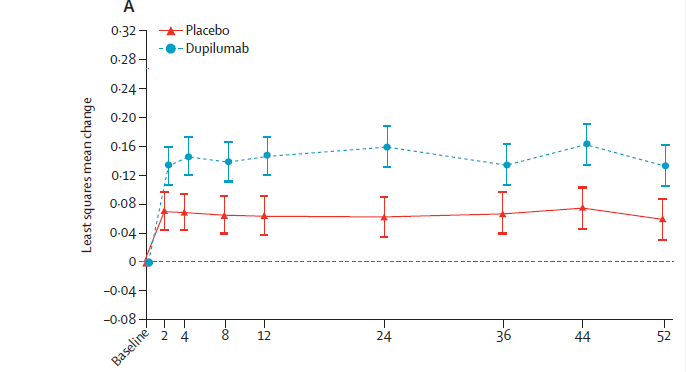 A
0·32
Placebo
Dupilumab
0·28
0·24
0·20
0·16
0·12
0·08
0·04
0
–0·04
–0·08
Least squares mean change
Baseline 2 4 8 12 24 36 44 52